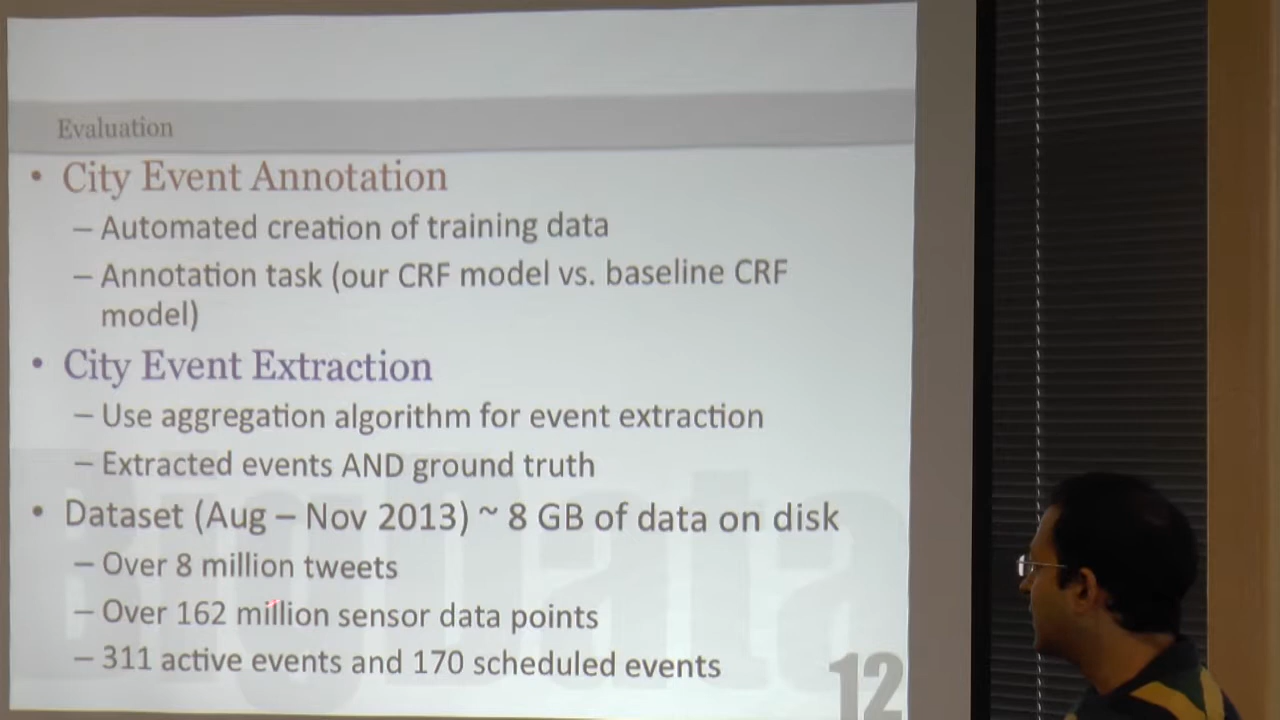 Evaluation
• City Event Annotation
– Automated creation of training data
– Annotation task (our CRF model vs. baseline CRF
model)
• City Event Extraction
– Use aggregation algorithm for event extraction
– Extracted events AND ground truth
• Dataset (Aug – Nov 2013) ~ 8 GB of data on disk
– Over 8 million tweets
– Over 162 million sensor data points
– 311 active events and 170 scheduled events
BigData
12